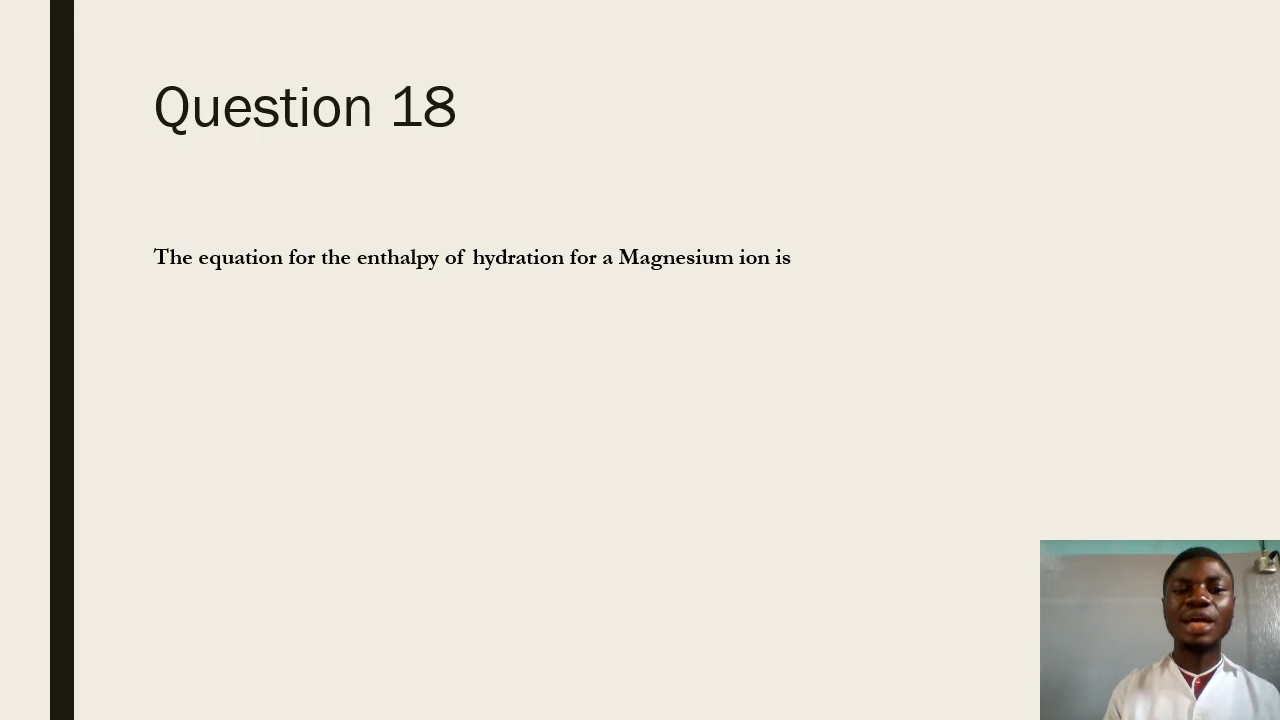 Question 18
The equation for the enthalpy of hydration for a Magnesium ion is